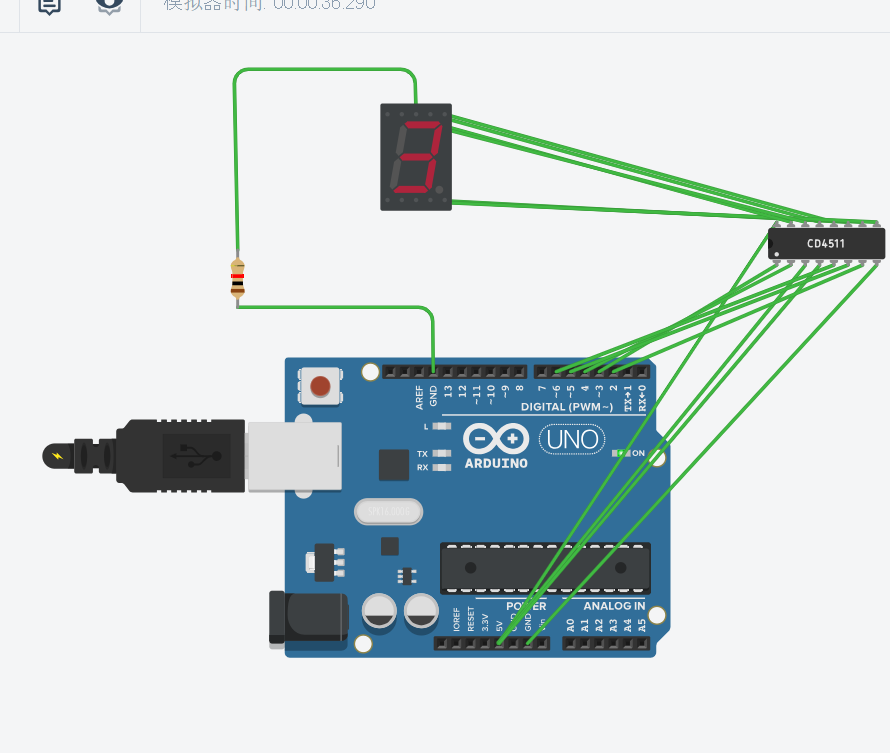 模拟器时间: 00:00:36.290
3
CD4511
AREF
GND
13
12
~11
~10
~9
8
7
~6
~5
4
~3
2
TX→1
RX←0
DIGITAL (PWM~)
L
TX
RX
ARDUINO
UNO
ON
POWER
ANALOG IN
IOREF
RESET
3.3V
5V
GND
Vin
A0
A1
A2
A3
A4
A5